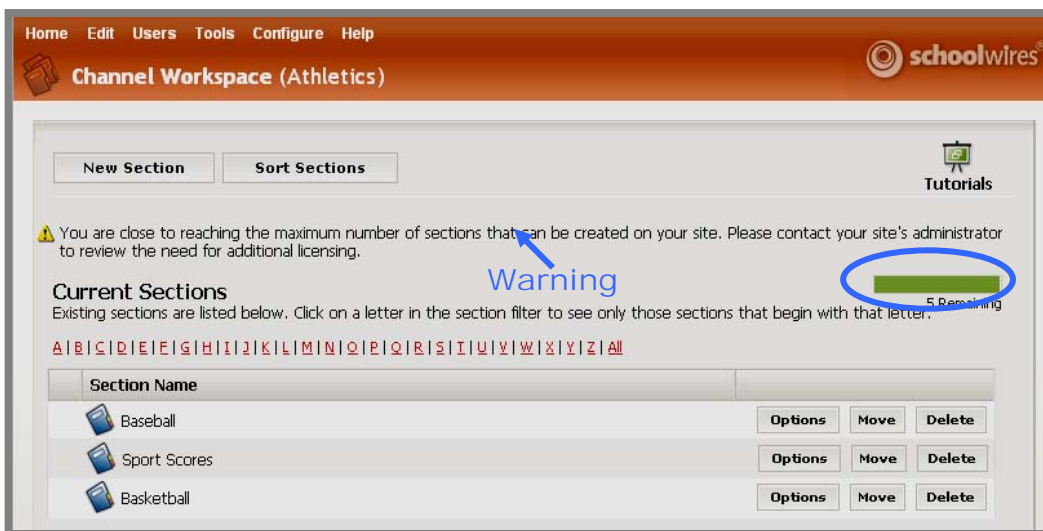 Home Edit Users Tools Configure Help
schoolwires®
Channel Workspace (Athletics)
New Section Sort Sections
Tutorials
You are close to reaching the maximum number of sections that can be created on your site. Please contact your site's administrator
to review the need for additional licensing.
Warning
Current Sections
5 Remaining
Existing sections are listed below. Click on a letter in the section filter to see only those sections that begin with that letter.
A | B | C | D | E | F | G | H | I | J | K | L | M | N | O | P | Q | R | S | T | U | V | W | X | Y | Z | All
Section Name
Baseball Options Move Delete
Sport Scores Options Move Delete
Basketball Options Move Delete